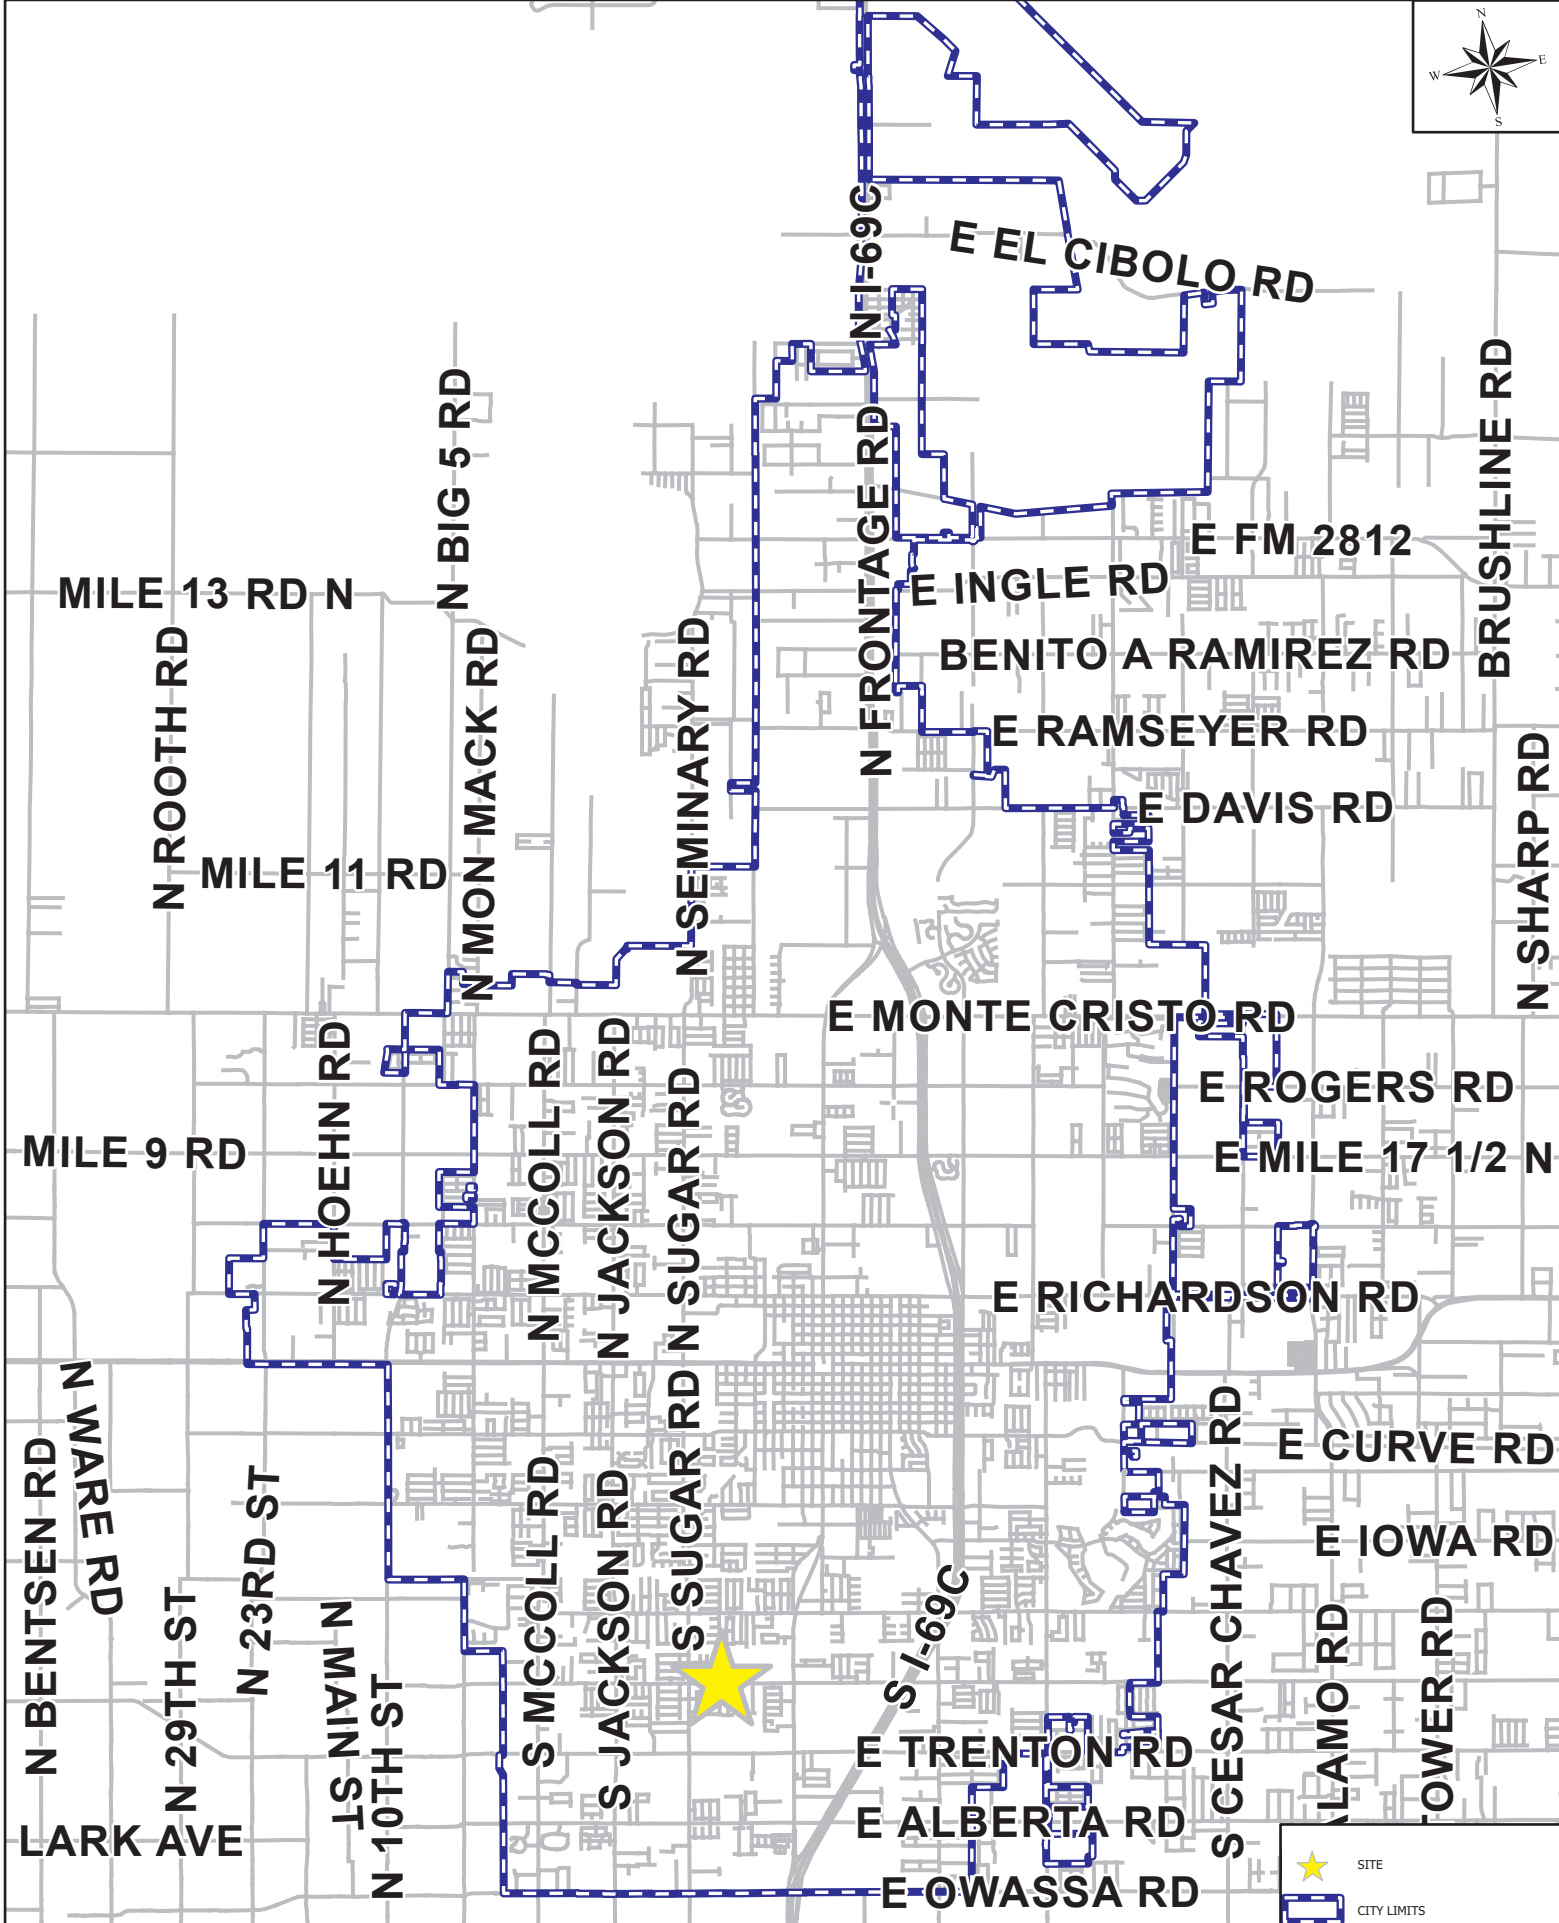 N
W
E
S
N I-69C
E EL CIBOLO RD
N BIG 5 RD
BRUSHLINE RD
N FRONTAGE RD
E FM 2812
MILE 13 RD N
E INGLE RD
N ROOTH RD
N MON MACK RD
N SEMINARY RD
BENITO A RAMIREZ RD
E RAMSEYER RD
N SHARP RD
E DAVIS RD
MILE 11 RD
E MONTE CRISTO RD
N HOEHN RD
N MCCOLL RD
N JACKSON RD
N SUGAR RD
E ROGERS RD
MILE 9 RD
E MILE 17 1/2 N
E RICHARDSON RD
N WARE RD
N BENTSEN RD
S SUGAR RD
S CESAR CHAVEZ RD
E CURVE RD
N 23RD ST
S MCCOLL RD
S JACKSON RD
E IOWA RD
N 29TH ST
N MAIN ST
N 10TH ST
S I-69C
ALAMO RD
TOWER RD
E TRENTON RD
E ALBERTA RD
LARK AVE
E OWASSA RD
SITE
CITY LIMITS